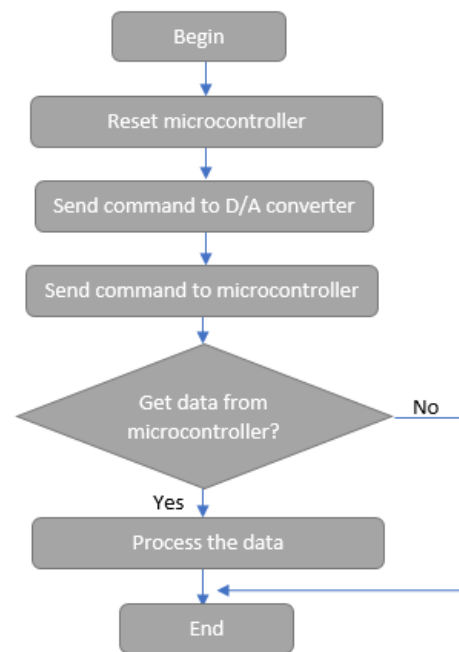 Begin
Reset microcontroller
Send command to D/A converter
Send command to microcontroller
Get data from
microcontroller?
No
Yes
Process the data
End